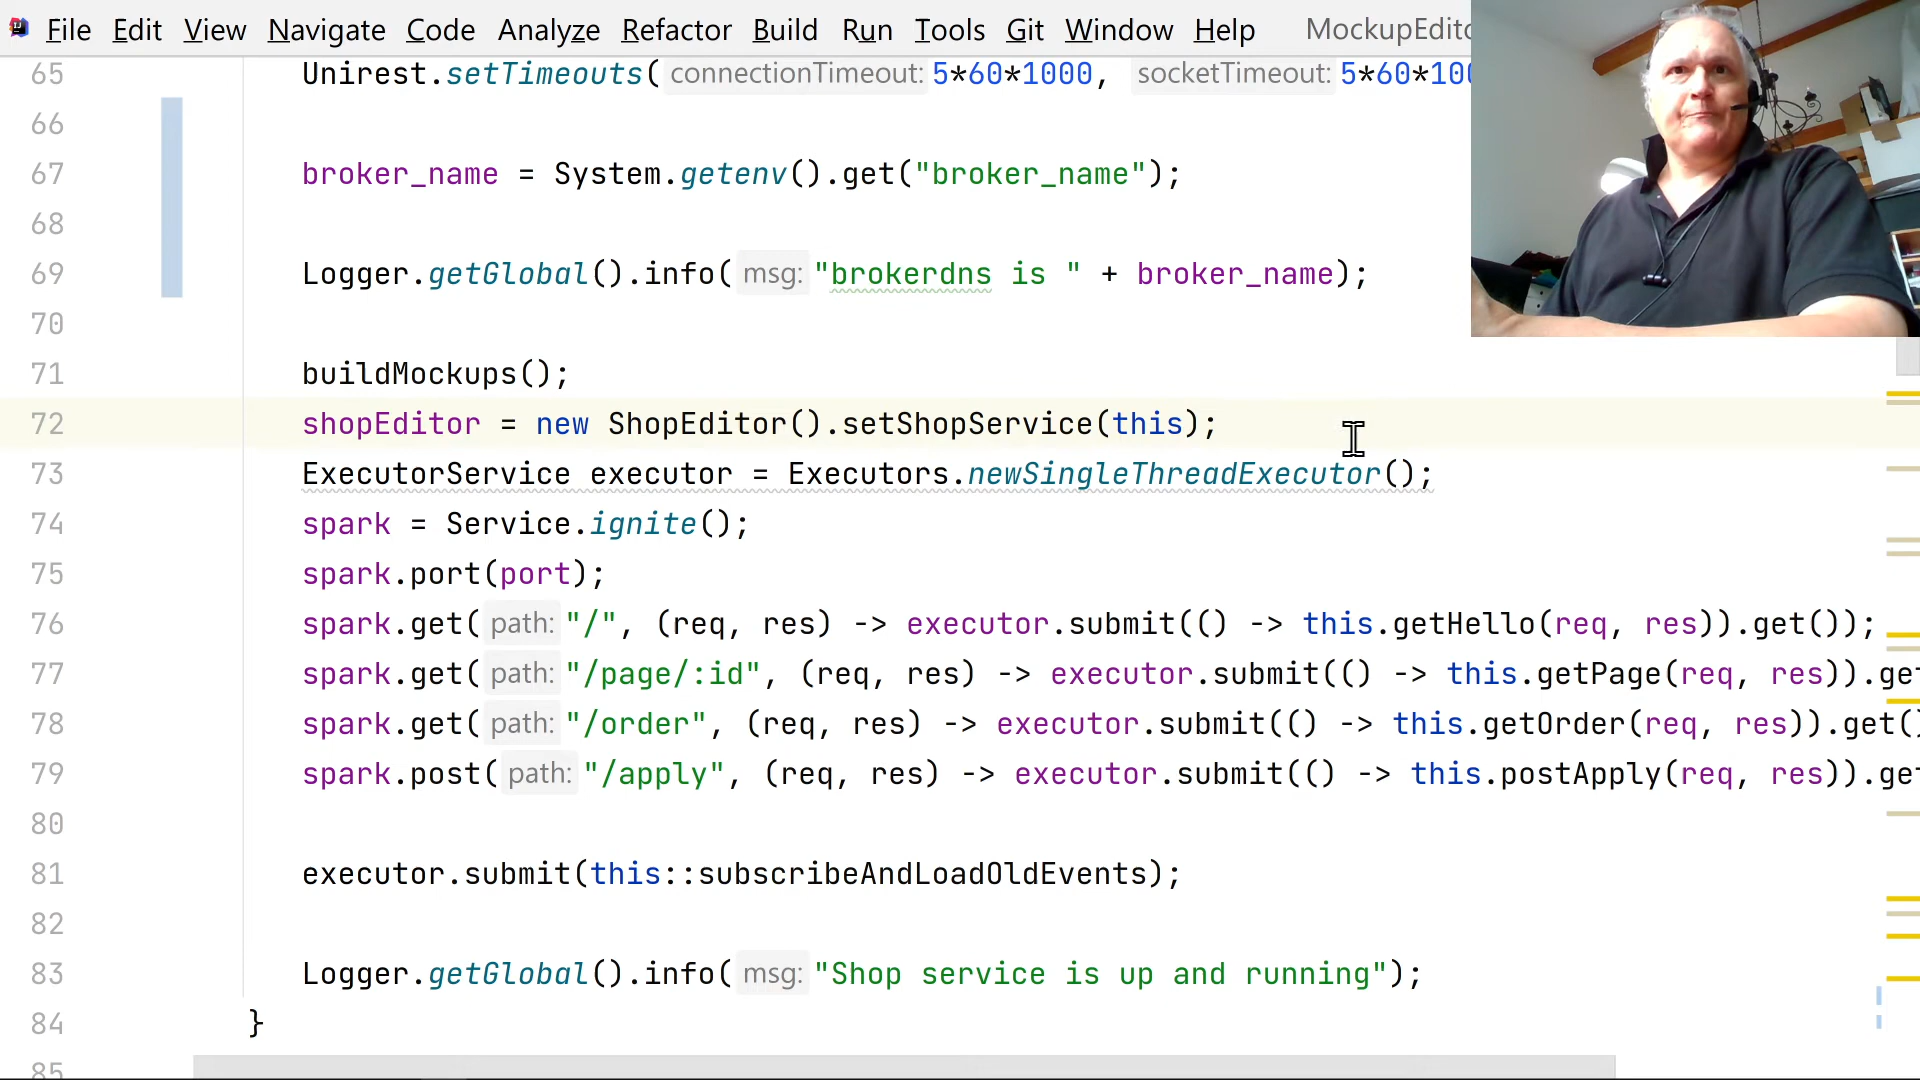 File Edit View Navigate Code Analyze Refactor Build Run Tools Git Window Help MockupEdito
65 Unirest.setTimeouts( connectionTimeout: 5*60*1000, socketTimeout: 5*60*100
66
67 broker_name = System.getenv().get("broker_name");
68
69 Logger.getGlobal().info( msg: "brokerdns is " + broker_name);
70
71 buildMockups();
72 shopEditor = new ShopEditor().setShopService(this);
73 ExecutorService executor = Executors.newSingleThreadExecutor();
74 spark = Service.ignite();
75 spark.port(port);
76 spark.get( path: "/", (req, res) -> executor.submit(() -> this.getHello(req, res)).get());
77 spark.get( path: "/page/:id", (req, res) -> executor.submit(() -> this.getPage(req, res)).ge
78 spark.get( path: "/order", (req, res) -> executor.submit(() -> this.getOrder(req, res)).get()
79 spark.post( path: "/apply", (req, res) -> executor.submit(() -> this.postApply(req, res)).get
80
81 executor.submit(this::subscribeAndLoadOldEvents);
82
83 Logger.getGlobal().info( msg: "Shop service is up and running");
84 }
85